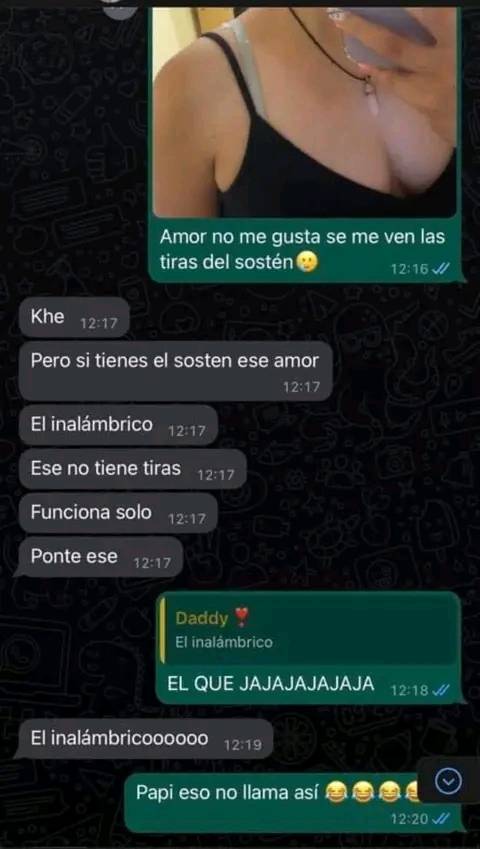 Amor no me gusta se me ven las
tiras del sostén🥲
12:16
Khe 12:17
Pero si tienes el sosten ese amor
12:17
El inalámbrico 12:17
Ese no tiene tiras 12:17
Funciona solo 12:17
Ponte ese 12:17
Daddy ❣️
El inalámbrico
EL QUE JAJAJAJAJAJA 12:18
El inalámbricoooooo 12:19
Papi eso no llama así 😂😂😂😂
12:20